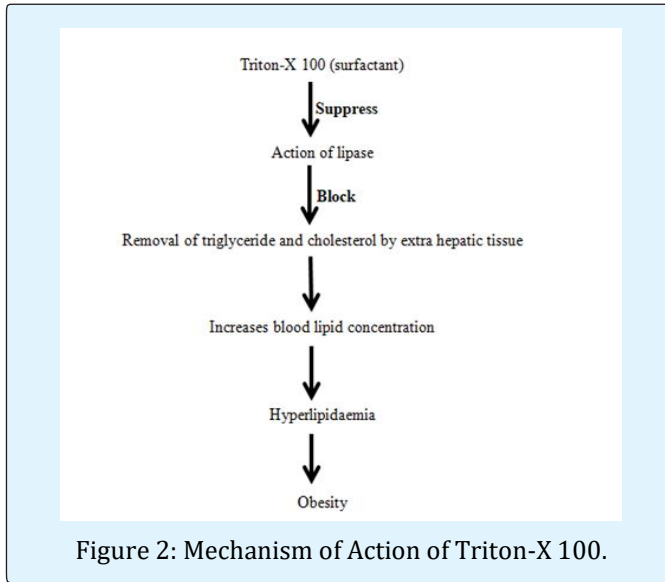 Triton-X 100 (surfactant)
Suppress
Action of lipase
Block
Removal of triglyceride and cholesterol by extra hepatic tissue
Increases blood lipid concentration
Hyperlipidaemia
Obesity
Figure 2: Mechanism of Action of Triton-X 100.